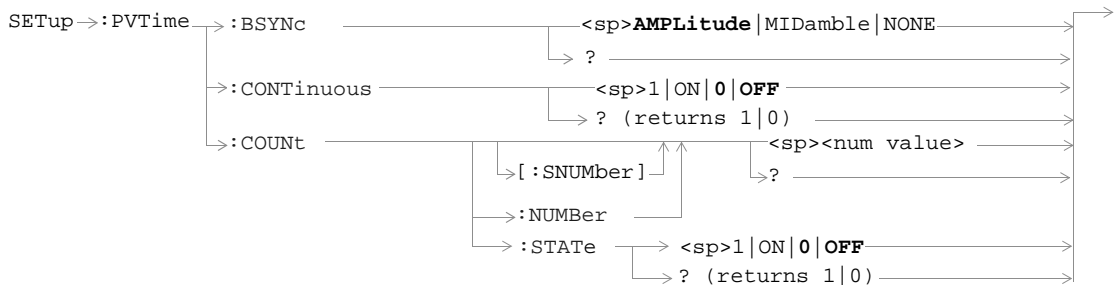 SETup :PVTime :BSYNc <sp>AMPLitude|MIDamble|NONE
?
:CONTinuous <sp>1|ON|0|OFF
? (returns 1|0)
:COUNt <sp><num value>
[:SNUMber] ?
:NUMBer
:STATe <sp>1|ON|0|OFF
? (returns 1|0)